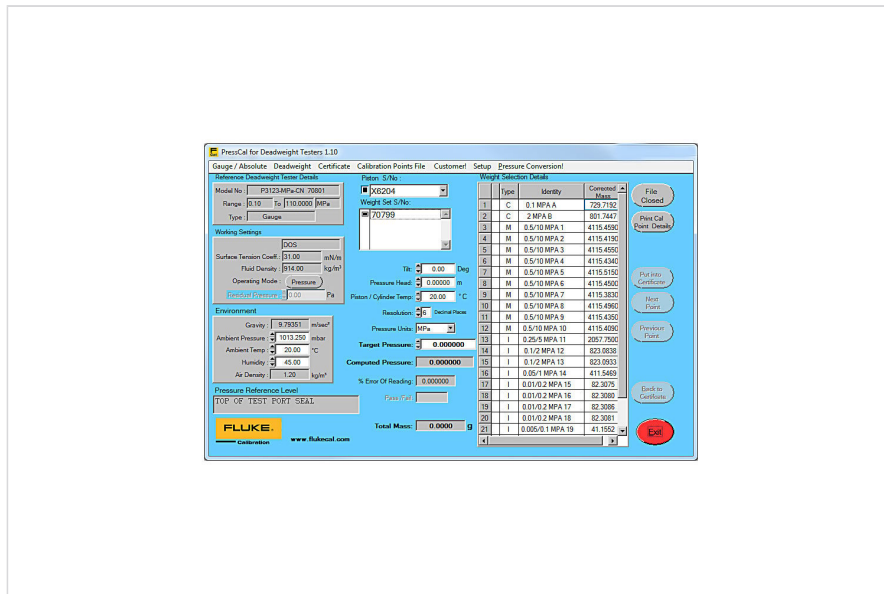 PressCal for Deadweight Testers 1.10
Gauge / Absolute Deadweight Certificate Calibration Points File Customer! Setup Pressure Conversion!
Reference Deadweight Tester Details
Model No : P3123-MPa-CN 70801
Range : 0.10 To 110.0000 MPa
Type : Gauge
Working Settings
DOS
Surface Tension Coeff.: 31.00 mN/m
Fluid Density : 914.00 kg/m³
Operating Mode : Pressure
Residual Pressure : 0.00 Pa
Environment
Gravity : 9.79351 m/sec²
Ambient Pressure : 1013.250 mbar
Ambient Temp : 20.00 °C
Humidity : 45.00
Air Density : 1.20 kg/m³
Pressure Reference Level
TOP OF TEST PORT SEAL
FLUKE.
Calibration
www.flukecal.com
Piston S/No :
X6204
Weight Set S/No:
70799
Tilt: 0.00 Deg
Pressure Head: 0.00000 m
Piston / Cylinder Temp: 20.00 °C
Resolution: 6 Decimal Places
Pressure Units: MPa
Target Pressure: 0.000000
Computed Pressure: 0.000000
% Error Of Reading: 0.000000
Pass /Fail:
Total Mass: 0.0000 g
Weight Selection Details
Type Identity Corrected Mass
1 C 0.1 MPA A 729.7192
2 C 2 MPA B 801.7447
3 M 0.5/10 MPA 1 4115.4590
4 M 0.5/10 MPA 2 4115.4190
5 M 0.5/10 MPA 3 4115.4550
6 M 0.5/10 MPA 4 4115.4340
7 M 0.5/10 MPA 5 4115.5150
8 M 0.5/10 MPA 6 4115.4500
9 M 0.5/10 MPA 7 4115.3830
10 M 0.5/10 MPA 8 4115.4960
11 M 0.5/10 MPA 9 4115.4350
12 M 0.5/10 MPA 10 4115.4090
13 I 0.25/5 MPA 11 2057.7500
14 I 0.1/2 MPA 12 823.0838
15 I 0.1/2 MPA 13 823.0933
16 I 0.05/1 MPA 14 411.5469
17 I 0.01/0.2 MPA 15 82.3075
18 I 0.01/0.2 MPA 16 82.3080
19 I 0.01/0.2 MPA 17 82.3086
20 I 0.01/0.2 MPA 18 82.3081
21 I 0.005/0.1 MPA 19 41.1552
File Closed
Print Cal Point Details
Put into Certificate
Next Point
Previous Point
Back to Certificate
Exit